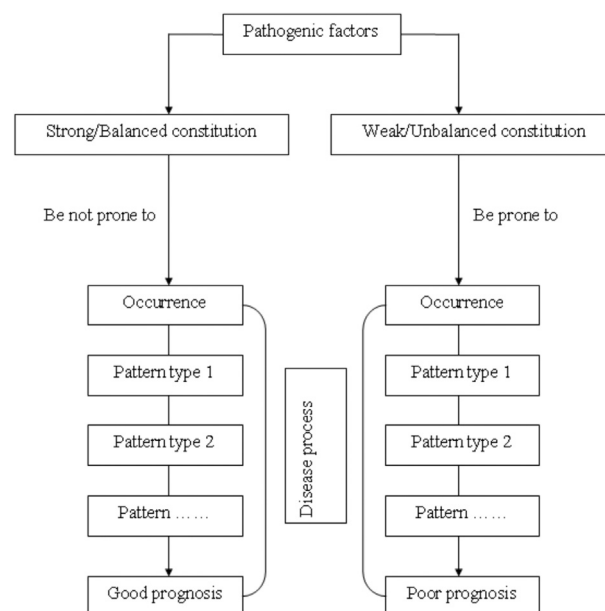 Pathogenic factors
Strong/Balanced constitution
Weak/Unbalanced constitution
Be not prone to
Be prone to
Occurrence
Occurrence
Pattern type 1
Pattern type 1
Disease process
Pattern type 2
Pattern type 2
Pattern ... ...
Pattern ... ...
Good prognosis
Poor prognosis